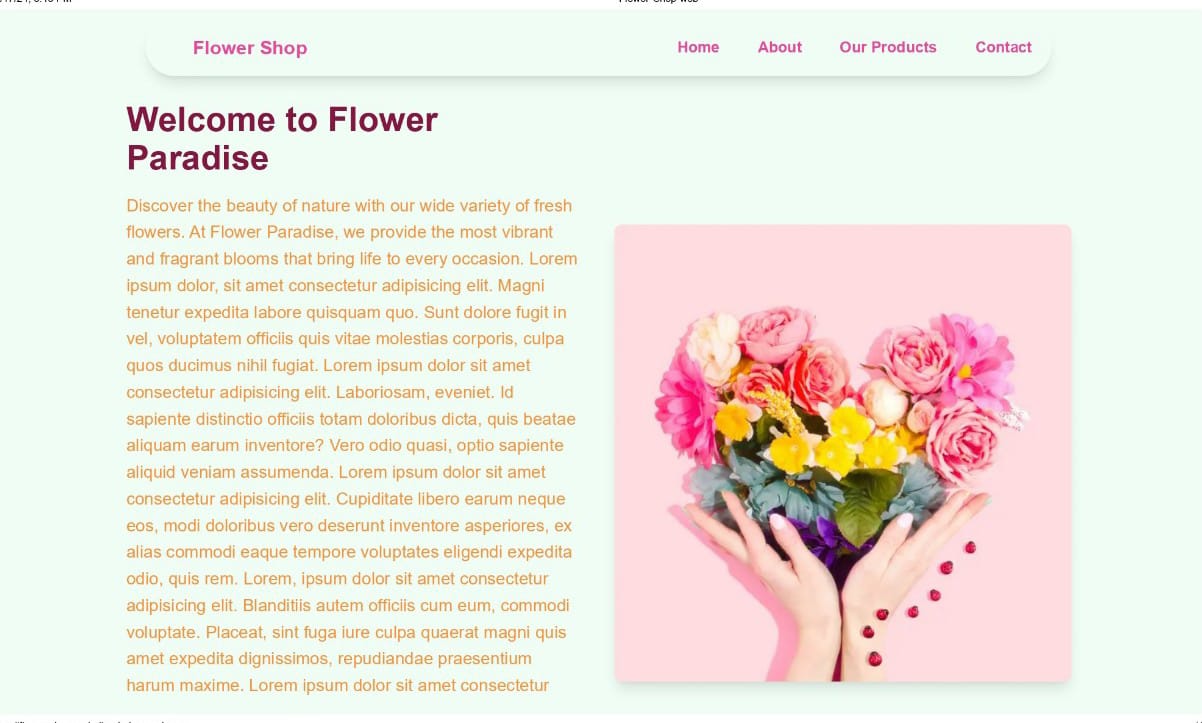 Flower Shop
Home About Our Products Contact
Welcome to Flower
Paradise
Discover the beauty of nature with our wide variety of fresh
flowers. At Flower Paradise, we provide the most vibrant
and fragrant blooms that bring life to every occasion. Lorem
ipsum dolor, sit amet consectetur adipisicing elit. Magni
tenetur expedita labore quisquam quo. Sunt dolore fugit in
vel, voluptatem officiis quis vitae molestias corporis, culpa
quos ducimus nihil fugiat. Lorem ipsum dolor sit amet
consectetur adipisicing elit. Laboriosam, eveniet. Id
sapiente distinctio officiis totam doloribus dicta, quis beatae
aliquam earum inventore? Vero odio quasi, optio sapiente
aliquid veniam assumenda. Lorem ipsum dolor sit amet
consectetur adipisicing elit. Cupiditate libero earum neque
eos, modi doloribus vero deserunt inventore asperiores, ex
alias commodi eaque tempore voluptates eligendi expedita
odio, quis rem. Lorem, ipsum dolor sit amet consectetur
adipisicing elit. Blanditiis autem officiis cum eum, commodi
voluptate. Placeat, sint fuga iure culpa quaerat magni quis
amet expedita dignissimos, repudiandae praesentium
harum maxime. Lorem ipsum dolor sit amet consectetur